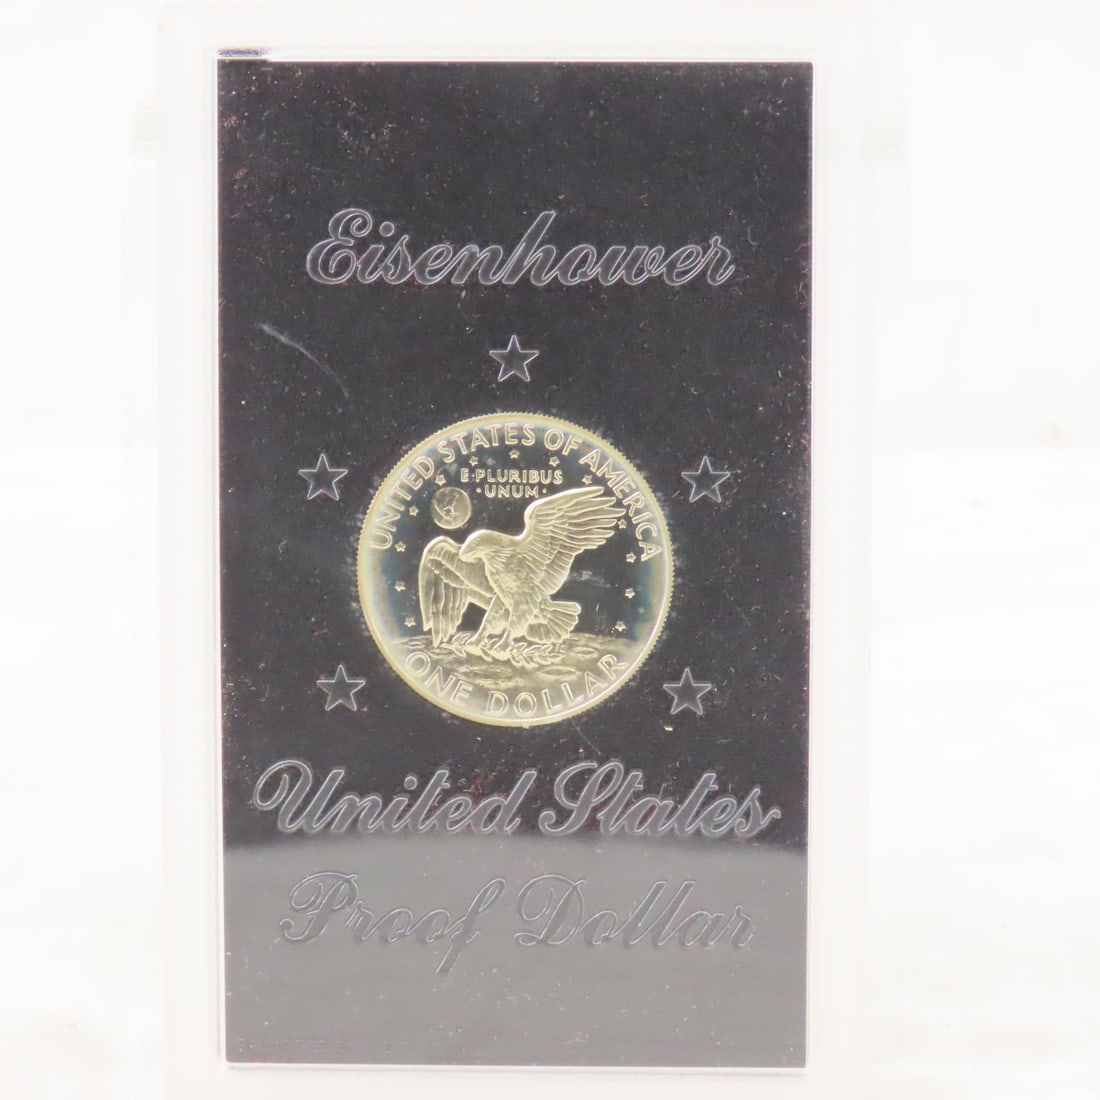 Eisenhower
UNITED STATES OF AMERICA
E·PLURIBUS
·UNUM·
ONE DOLLAR
United States
Proof Dollar